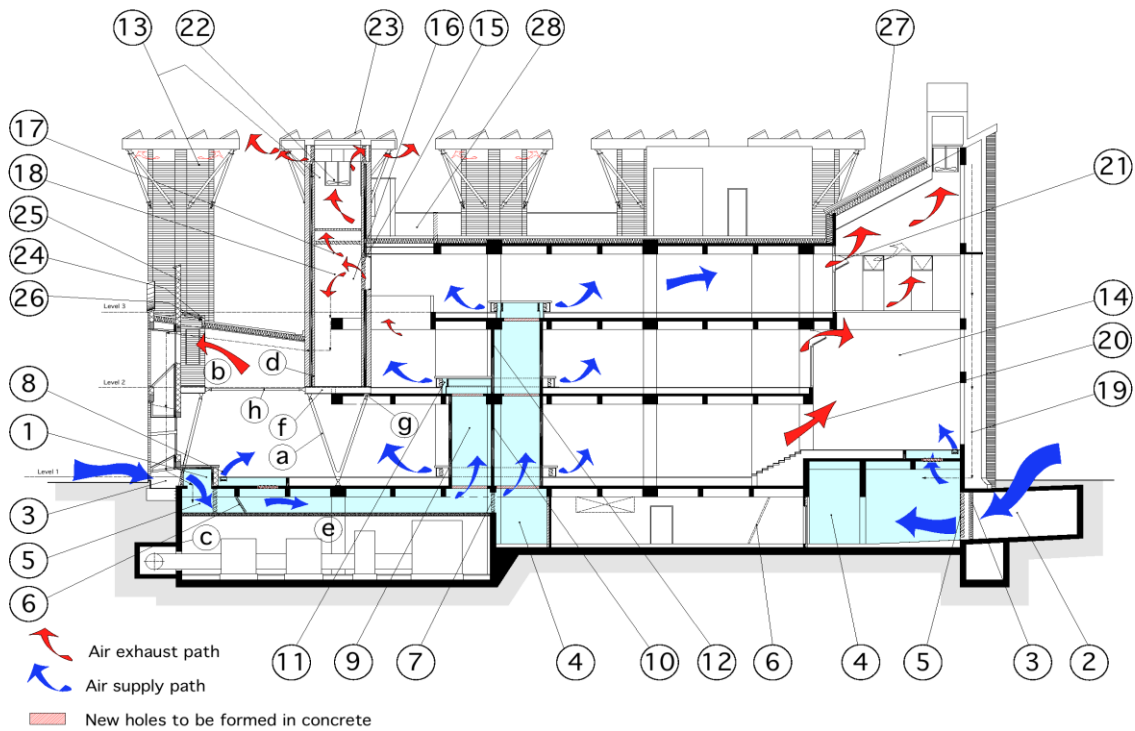 13 22 23 16 15 28 27
17
18
25
24
26
8
1
3
5
6
21
14
20
19
Level 3
Level 2
Level 1
b
d
h
f
g
a
c
e
11 9 7 4 10 12 6 4 5 3 2
Air exhaust path
Air supply path
New holes to be formed in concrete